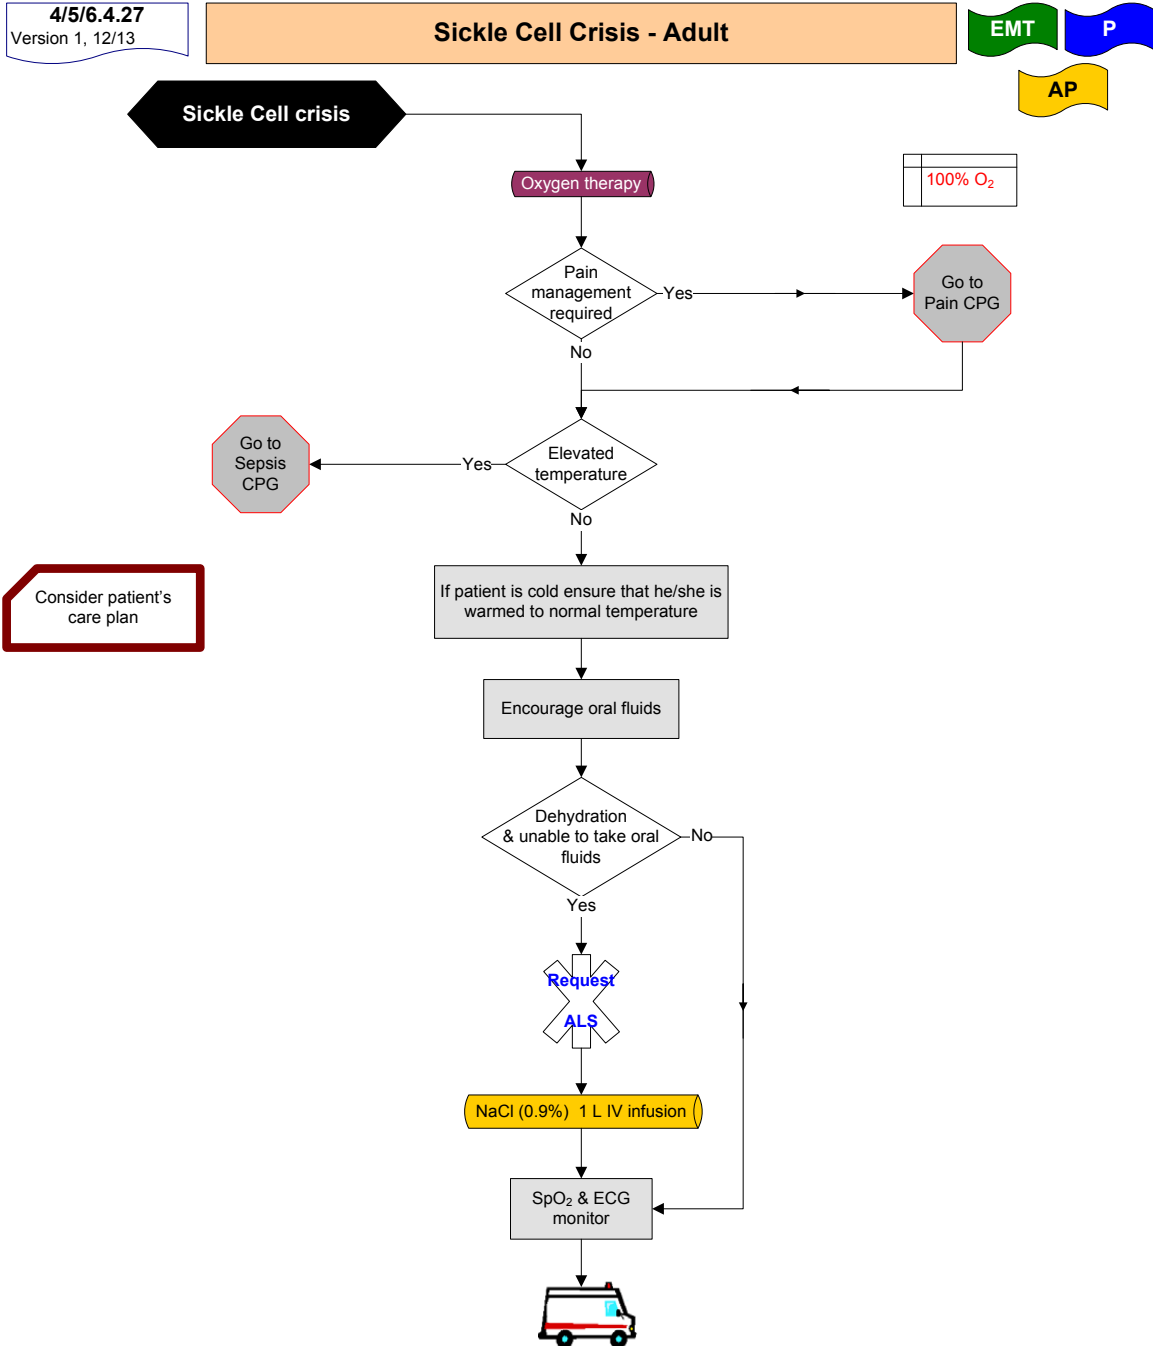 4/5/6.4.27
Version 1, 12/13
Sickle Cell Crisis - Adult
EMT
P
AP
Sickle Cell crisis
Oxygen therapy
100% O₂
Pain
management
required
Yes
Go to
Pain CPG
No
Elevated
temperature
Yes
Go to
Sepsis
CPG
No
Consider patient's
care plan
If patient is cold ensure that he/she is
warmed to normal temperature
Encourage oral fluids
Dehydration
& unable to take oral
fluids
No
Yes
Request
ALS
NaCl (0.9%)  1 L IV infusion
SpO₂ & ECG
monitor